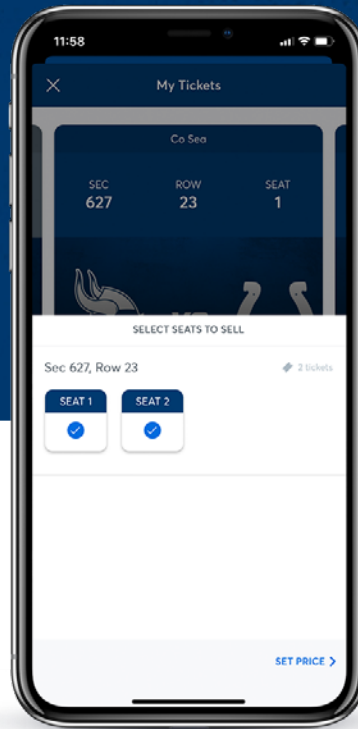 11:58
My Tickets
Co Sea
SEC ROW SEAT
627 23 1
SELECT SEATS TO SELL
Sec 627, Row 23 2 tickets
SEAT 1 SEAT 2
SET PRICE